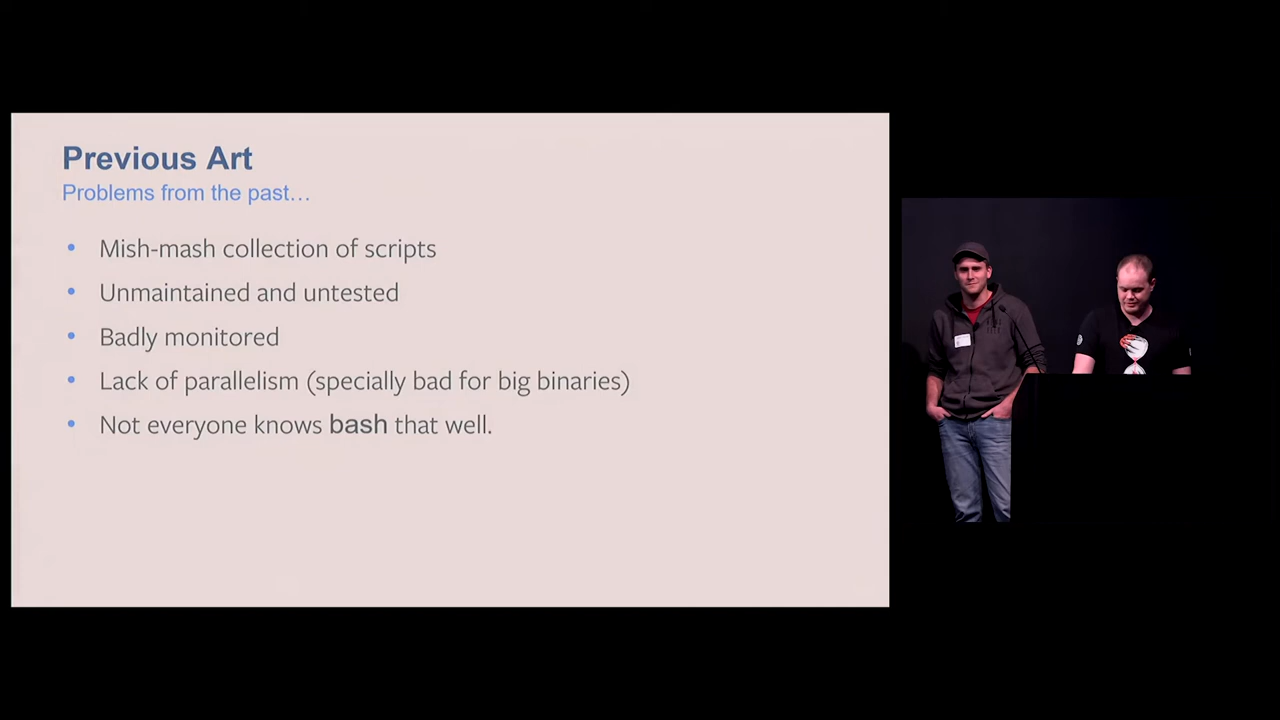 Previous Art
Problems from the past…
• Mish-mash collection of scripts
• Unmaintained and untested
• Badly monitored
• Lack of parallelism (specially bad for big binaries)
• Not everyone knows bash that well.